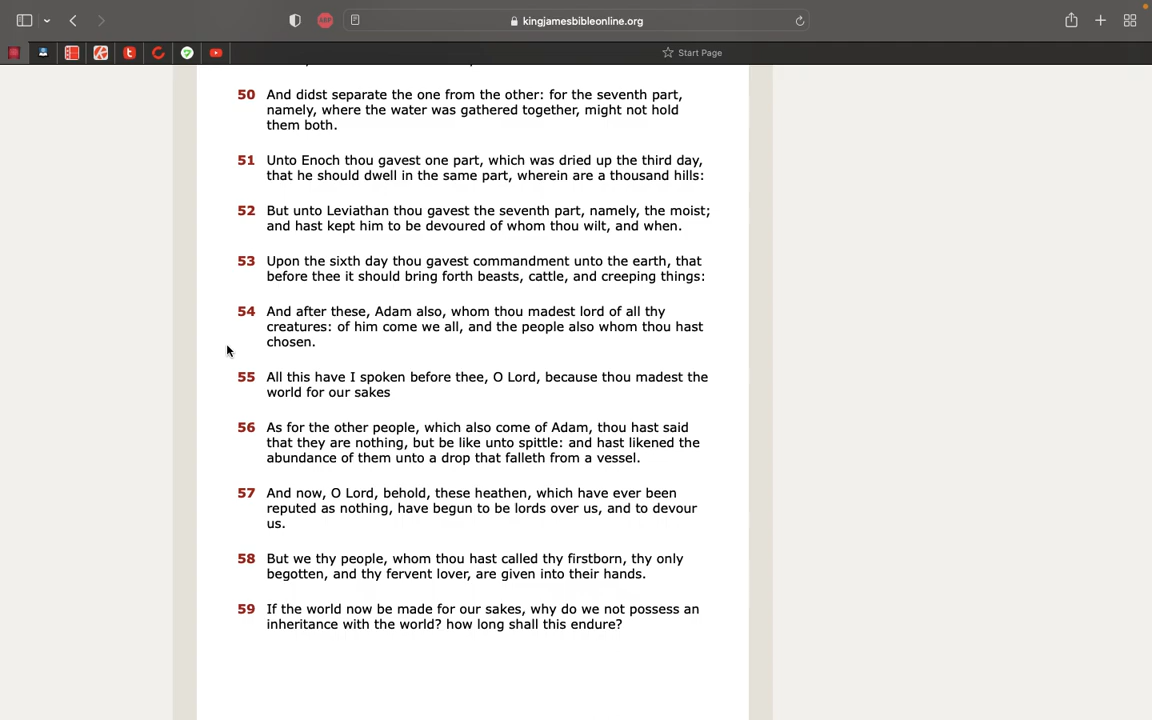 kingjamesbibleonline.org
ABP
Start Page
50 And didst separate the one from the other: for the seventh part,
namely, where the water was gathered together, might not hold
them both.
51 Unto Enoch thou gavest one part, which was dried up the third day,
that he should dwell in the same part, wherein are a thousand hills:
52 But unto Leviathan thou gavest the seventh part, namely, the moist;
and hast kept him to be devoured of whom thou wilt, and when.
53 Upon the sixth day thou gavest commandment unto the earth, that
before thee it should bring forth beasts, cattle, and creeping things:
54 And after these, Adam also, whom thou madest lord of all thy
creatures: of him come we all, and the people also whom thou hast
chosen.
55 All this have I spoken before thee, O Lord, because thou madest the
world for our sakes
56 As for the other people, which also come of Adam, thou hast said
that they are nothing, but be like unto spittle: and hast likened the
abundance of them unto a drop that falleth from a vessel.
57 And now, O Lord, behold, these heathen, which have ever been
reputed as nothing, have begun to be lords over us, and to devour
us.
58 But we thy people, whom thou hast called thy firstborn, thy only
begotten, and thy fervent lover, are given into their hands.
59 If the world now be made for our sakes, why do we not possess an
inheritance with the world? how long shall this endure?